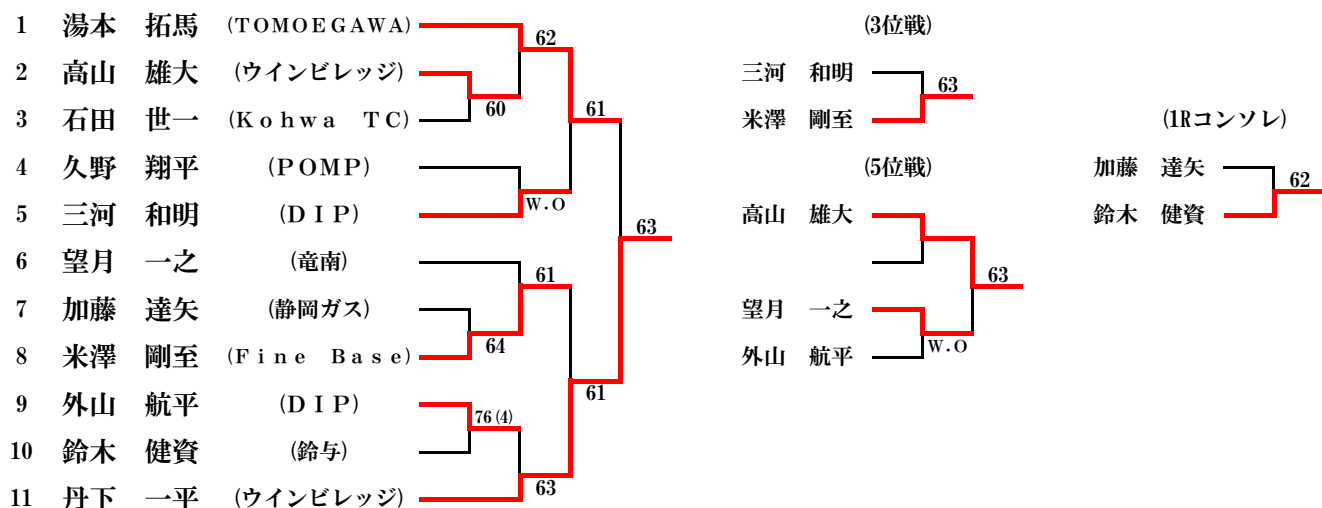 1 湯本 拓馬 (TOMOEGAWA)
2 高山 雄大 (ウインビレッジ)
3 石田 世一 (Kohwa TC)
4 久野 翔平 (POMP)
5 三河 和明 (DIP)
6 望月 一之 (竜南)
7 加藤 達矢 (静岡ガス)
8 米澤 剛至 (Fine Base)
9 外山 航平 (DIP)
10 鈴木 健資 (鈴与)
11 丹下 一平 (ウインビレッジ)
62
60
61
W.O
63
61
64
61
76(4)
63
(3位戦)
三河 和明
63
米澤 剛至
(5位戦)
高山 雄大
63
望月 一之
外山 航平
W.O
(1Rコンソレ)
加藤 達矢
62
鈴木 健資